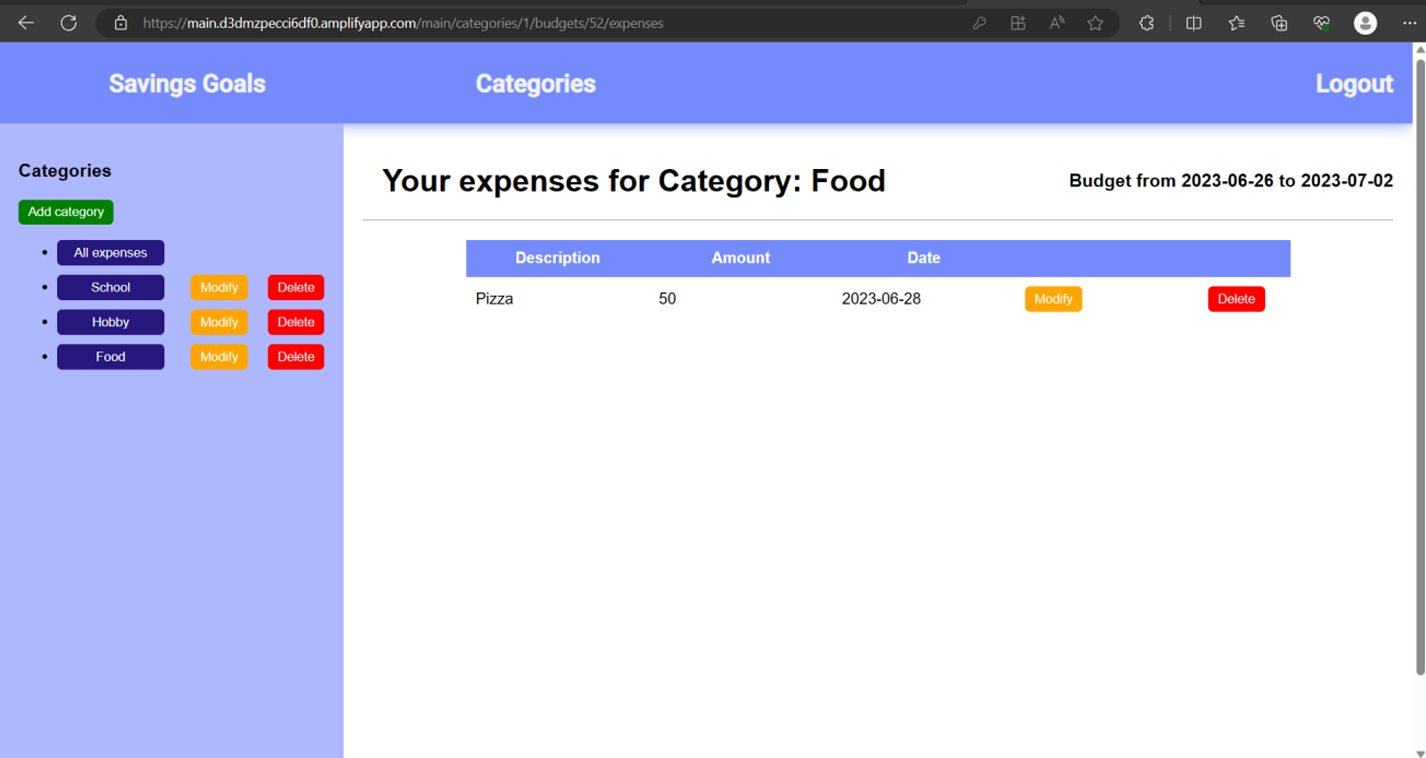 https://main.d3dmzpecci6df0.amplifyapp.com/main/categories/1/budgets/52/expenses
Savings Goals Categories Logout
Categories
Add category
All expenses
School Modify Delete
Hobby Modify Delete
Food Modify Delete
Your expenses for Category: Food
Budget from 2023-06-26 to 2023-07-02
Description Amount Date
Pizza 50 2023-06-28 Modify Delete